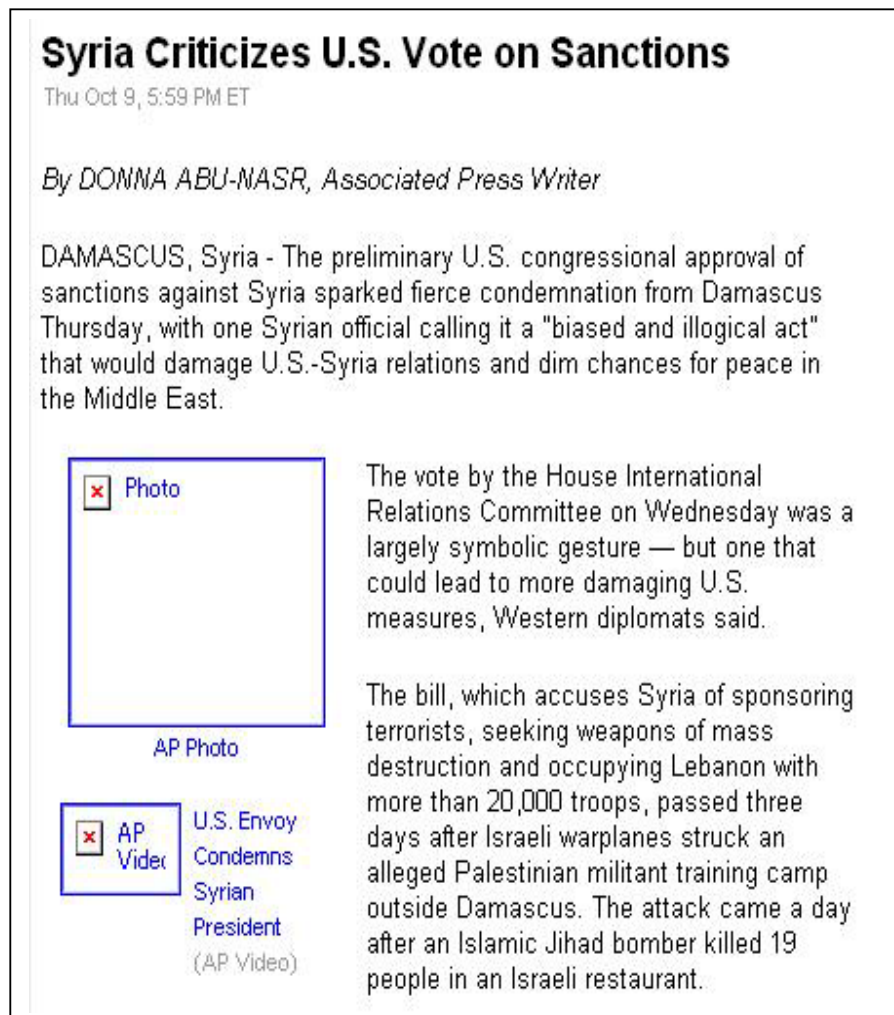 Syria Criticizes U.S. Vote on Sanctions
Thu Oct 9, 5:59 PM ET
By DONNA ABU-NASR, Associated Press Writer
DAMASCUS, Syria - The preliminary U.S. congressional approval of
sanctions against Syria sparked fierce condemnation from Damascus
Thursday, with one Syrian official calling it a "biased and illogical act"
that would damage U.S.-Syria relations and dim chances for peace in
the Middle East.
Photo
AP Photo
AP
Videc
U.S. Envoy
Condemns
Syrian
President
(AP Video)
The vote by the House International
Relations Committee on Wednesday was a
largely symbolic gesture — but one that
could lead to more damaging U.S.
measures, Western diplomats said.
The bill, which accuses Syria of sponsoring
terrorists, seeking weapons of mass
destruction and occupying Lebanon with
more than 20,000 troops, passed three
days after Israeli warplanes struck an
alleged Palestinian militant training camp
outside Damascus. The attack came a day
after an Islamic Jihad bomber killed 19
people in an Israeli restaurant.